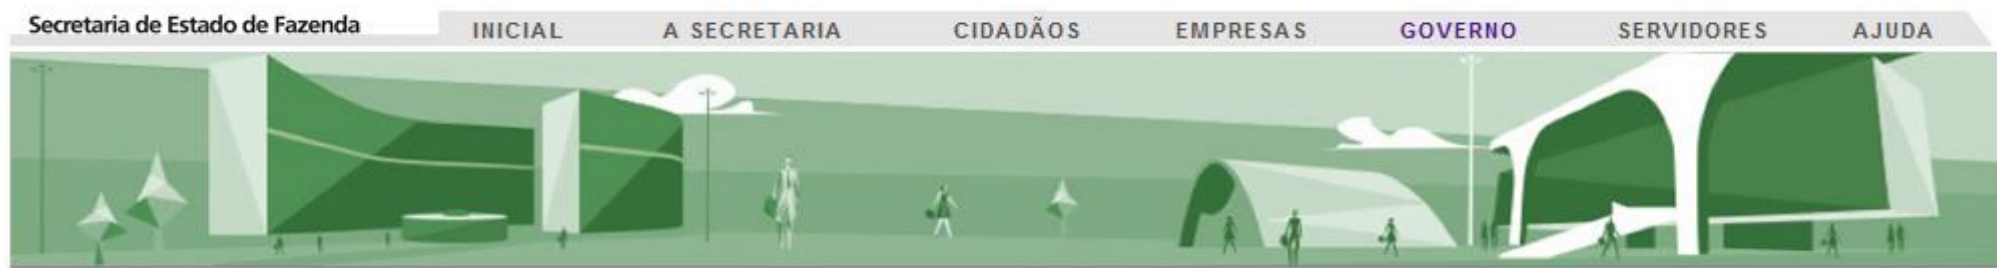 Secretaria de Estado de Fazenda
INICIAL A SECRETARIA CIDADÃOS EMPRESAS GOVERNO SERVIDORES AJUDA